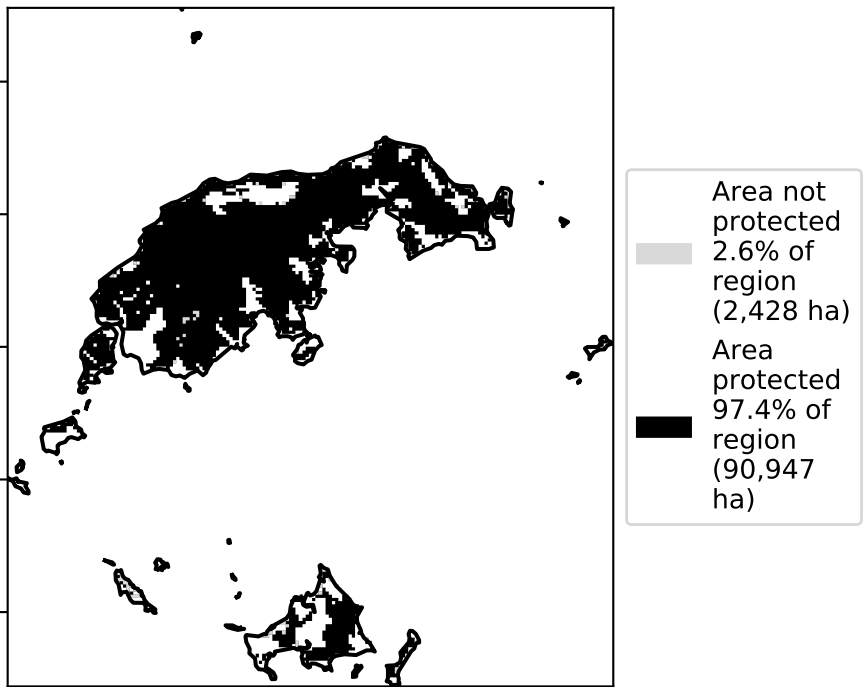 Area not
protected
2.6% of
region
(2,428 ha)
Area
protected
97.4% of
region
(90,947
ha)